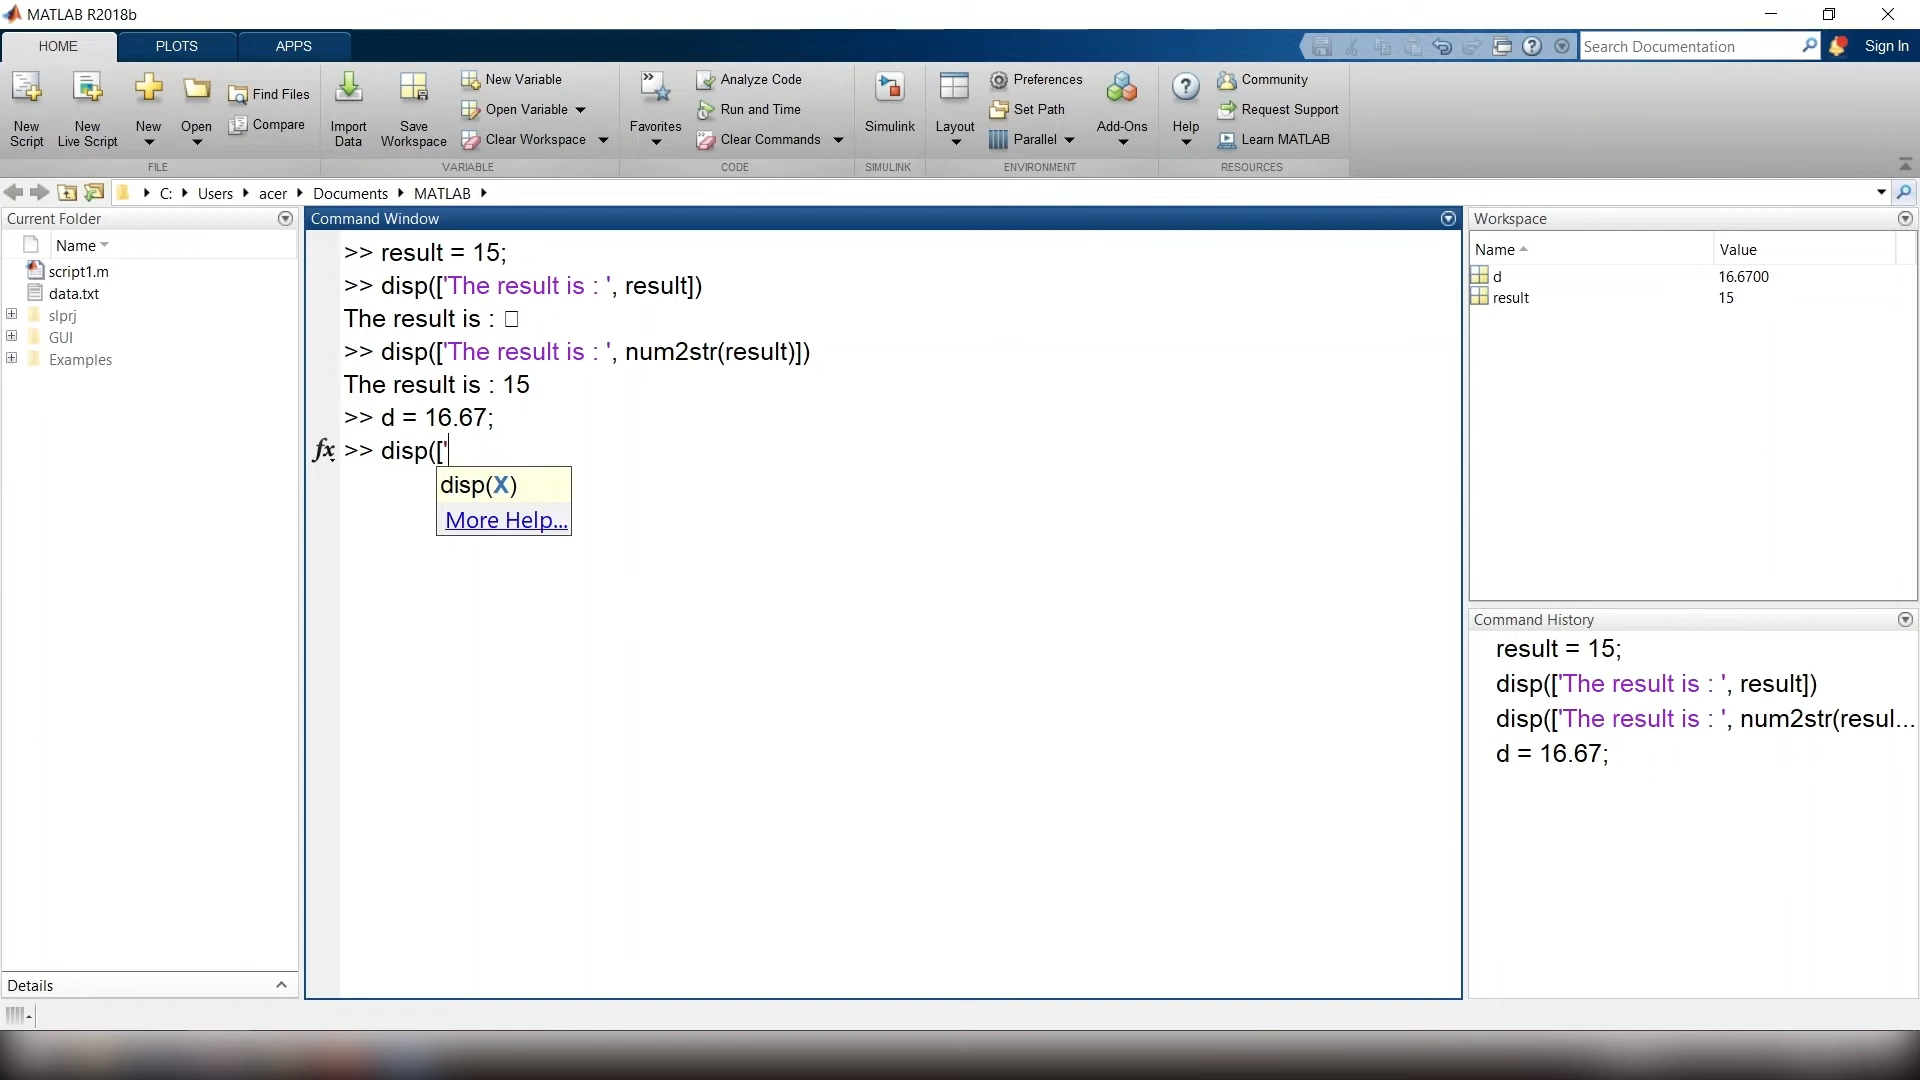 MATLAB R2018b
HOME PLOTS APPS
Search Documentation
Sign In
New Script
New Live Script
New
Open
Find Files
Compare
FILE
Import Data
Save Workspace
New Variable
Open Variable
Clear Workspace
VARIABLE
Favorites
Analyze Code
Run and Time
Clear Commands
CODE
Simulink
SIMULINK
Layout
Preferences
Set Path
Parallel
Add-Ons
ENVIRONMENT
Help
Community
Request Support
Learn MATLAB
RESOURCES
C: Users acer Documents MATLAB
Current Folder
Name
script1.m
data.txt
slprj
GUI
Examples
Details
Command Window
>> result = 15;
>> disp(['The result is : ', result])
The result is : □
>> disp(['The result is : ', num2str(result)])
The result is : 15
>> d = 16.67;
fx >> disp(['
disp(X)
More Help...
Workspace
Name Value
d 16.6700
result 15
Command History
result = 15;
disp(['The result is : ', result])
disp(['The result is : ', num2str(resul...
d = 16.67;